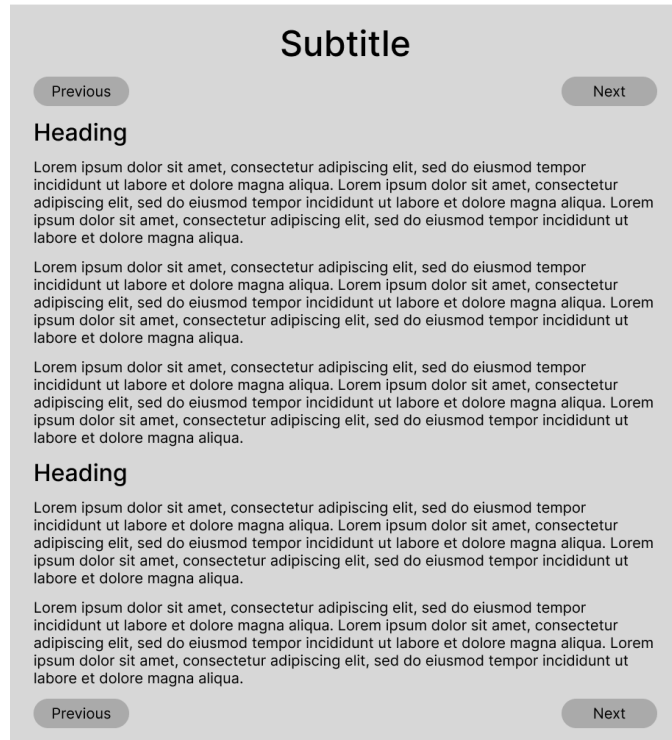 Subtitle
Previous
Next
Heading
Lorem ipsum dolor sit amet, consectetur adipiscing elit, sed do eiusmod tempor
incididunt ut labore et dolore magna aliqua. Lorem ipsum dolor sit amet, consectetur
adipiscing elit, sed do eiusmod tempor incididunt ut labore et dolore magna aliqua. Lorem
ipsum dolor sit amet, consectetur adipiscing elit, sed do eiusmod tempor incididunt ut
labore et dolore magna aliqua.
Lorem ipsum dolor sit amet, consectetur adipiscing elit, sed do eiusmod tempor
incididunt ut labore et dolore magna aliqua. Lorem ipsum dolor sit amet, consectetur
adipiscing elit, sed do eiusmod tempor incididunt ut labore et dolore magna aliqua. Lorem
ipsum dolor sit amet, consectetur adipiscing elit, sed do eiusmod tempor incididunt ut
labore et dolore magna aliqua.
Lorem ipsum dolor sit amet, consectetur adipiscing elit, sed do eiusmod tempor
incididunt ut labore et dolore magna aliqua. Lorem ipsum dolor sit amet, consectetur
adipiscing elit, sed do eiusmod tempor incididunt ut labore et dolore magna aliqua. Lorem
ipsum dolor sit amet, consectetur adipiscing elit, sed do eiusmod tempor incididunt ut
labore et dolore magna aliqua.
Heading
Lorem ipsum dolor sit amet, consectetur adipiscing elit, sed do eiusmod tempor
incididunt ut labore et dolore magna aliqua. Lorem ipsum dolor sit amet, consectetur
adipiscing elit, sed do eiusmod tempor incididunt ut labore et dolore magna aliqua. Lorem
ipsum dolor sit amet, consectetur adipiscing elit, sed do eiusmod tempor incididunt ut
labore et dolore magna aliqua.
Lorem ipsum dolor sit amet, consectetur adipiscing elit, sed do eiusmod tempor
incididunt ut labore et dolore magna aliqua. Lorem ipsum dolor sit amet, consectetur
adipiscing elit, sed do eiusmod tempor incididunt ut labore et dolore magna aliqua. Lorem
ipsum dolor sit amet, consectetur adipiscing elit, sed do eiusmod tempor incididunt ut
labore et dolore magna aliqua.
Previous
Next